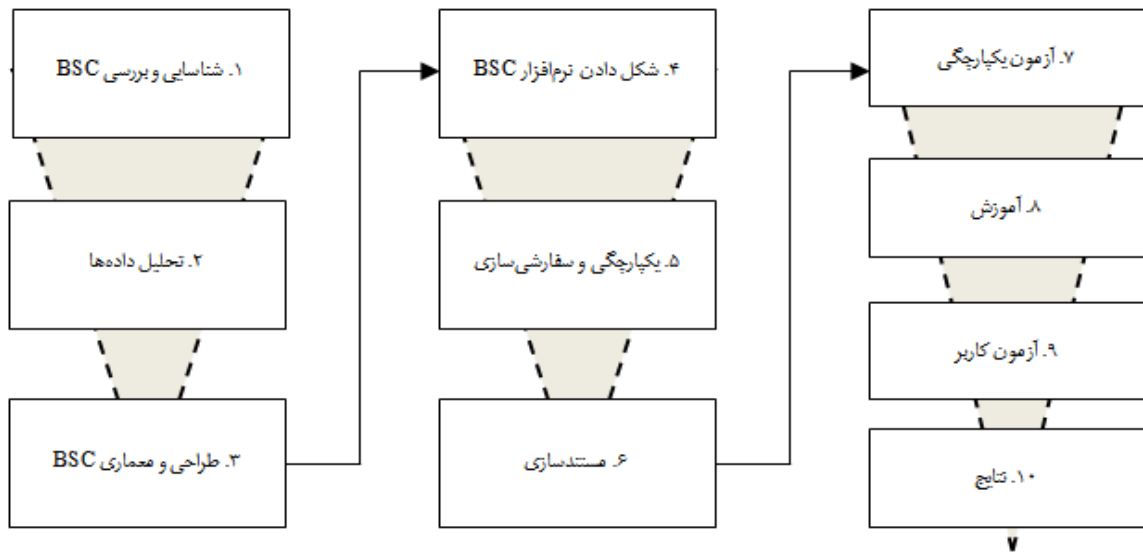 ۱. شناسایی و بررسی BSC
۲. تحلیل داده‌ها
۳. طراحی و معماری BSC
۴. شکل دادن نرم‌افزار BSC
۵. یکپارچگی و سفارشی‌سازی
۶. مستندسازی
۷. آزمون یکپارچگی
۸. آموزش
۹. آزمون کاربر
۱۰. نتایج